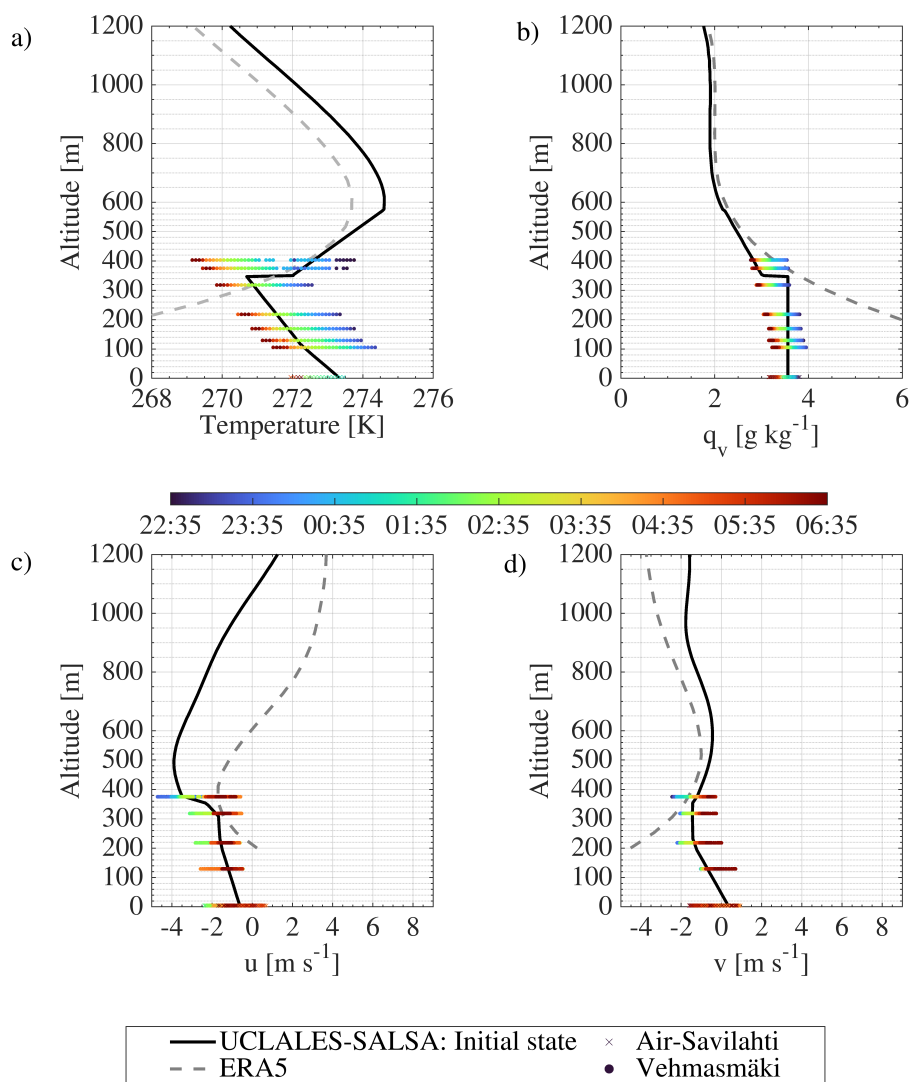 a)
1200
1000
800
600
500
400
300
200
100
0
Altitude [m]
268 270 272 274 276
Temperature [K]
b)
1200
1000
800
600
500
400
300
200
100
0
Altitude [m]
0 2 4 6
q_v [g kg^-1]
22:35 23:35 00:35 01:35 02:35 03:35 04:35 05:35 06:35
c)
1200
1000
800
600
500
400
300
200
100
0
Altitude [m]
-4 -2 0 2 4 6 8
u [m s^-1]
d)
1200
1000
800
600
500
400
300
200
100
0
Altitude [m]
-4 -2 0 2 4 6 8
v [m s^-1]
UCLALES-SALSA: Initial state
ERA5
Air-Savilahti
Vehmasmäki